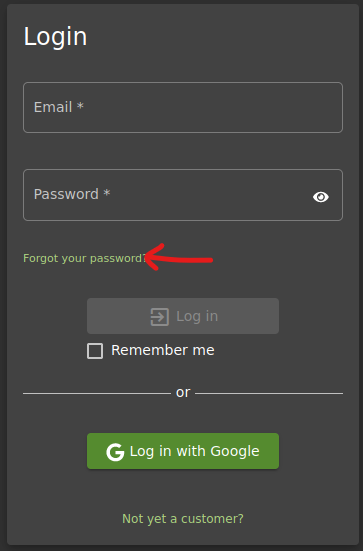 Login
Email *
Password *
Forgot your password?
Log in
Remember me
or
Log in with Google
Not yet a customer?